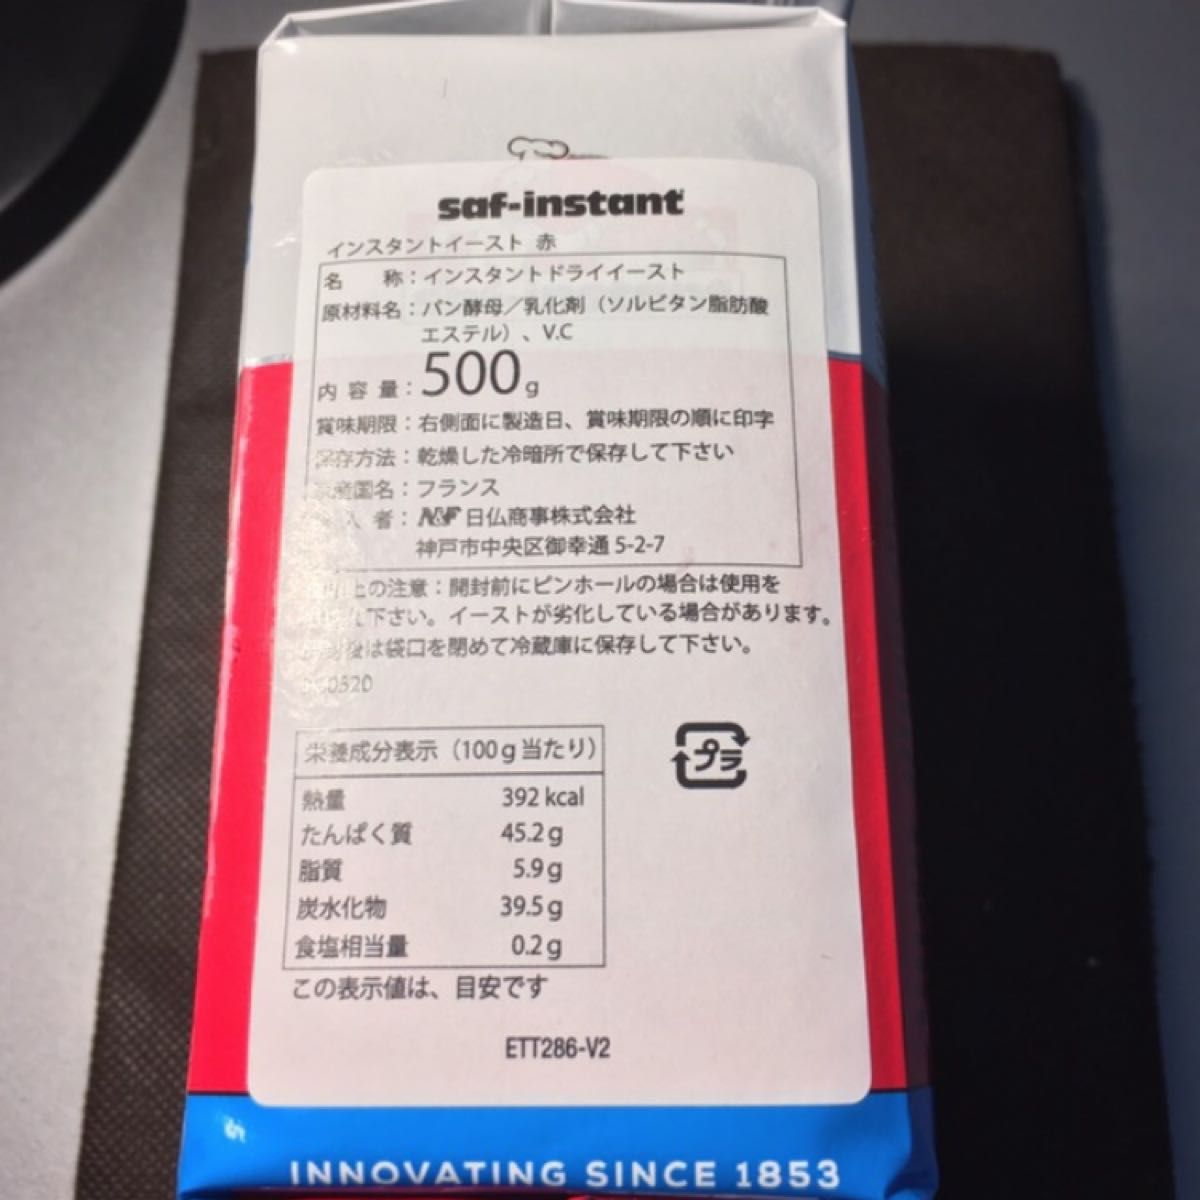 saf-instant
インスタントイースト 赤
名　　称：インスタントドライイースト
原材料名：パン酵母／乳化剤（ソルビタン脂肪酸
エステル）、V.C
内 容 量：500g
賞味期限：右側面に製造日、賞味期限の順に印字
保存方法：乾燥した冷暗所で保存して下さい
原産国名：フランス
入 者：N&F 日仏商事株式会社
神戸市中央区御幸通 5-2-7
上の注意：開封前にピンホールの場合は使用を
下さい。イーストが劣化している場合があります。
後は袋口を閉めて冷蔵庫に保存して下さい。
栄養成分表示（100g当たり）
熱量 392 kcal
たんぱく質 45.2g
脂質 5.9g
炭水化物 39.5g
食塩相当量 0.2g
この表示値は、目安です
プラ
ETT286-V2
INNOVATING SINCE 1853